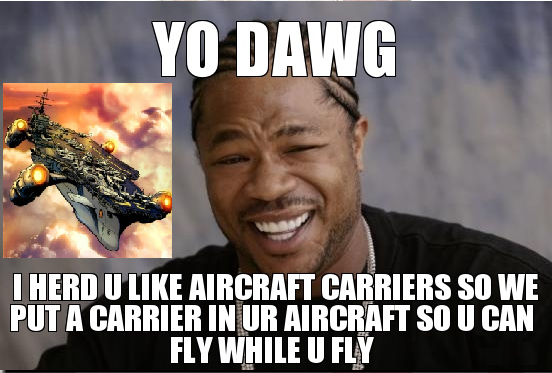 YO DAWG
I HERD U LIKE AIRCRAFT CARRIERS SO WE
PUT A CARRIER IN UR AIRCRAFT SO U CAN
FLY WHILE U FLY